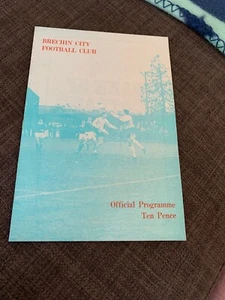 BRECHIN CITY
FOOTBALL CLUB
Official Programme
Ten Pence